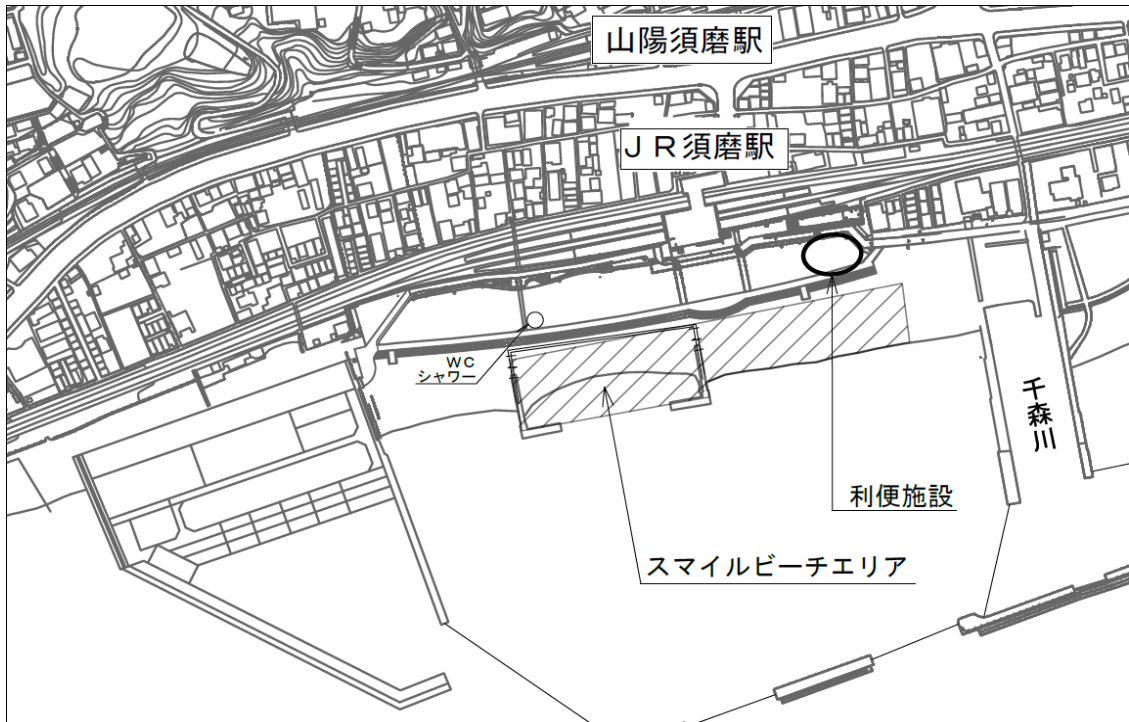 山陽須磨駅
ＪＲ須磨駅
ＷＣ
シャワー
千森川
利便施設
スマイルビーチエリア